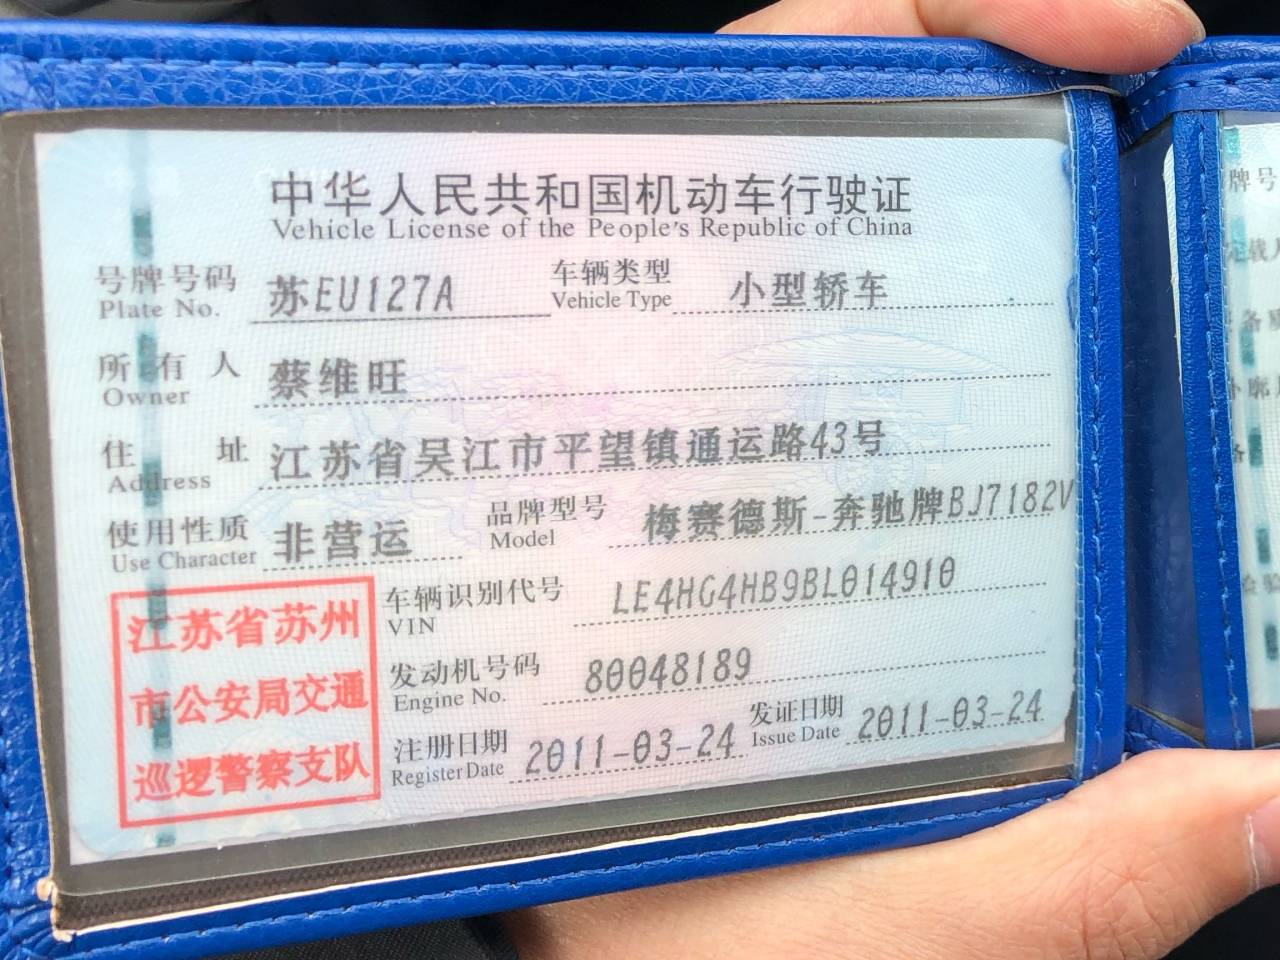 中华人民共和国机动车行驶证
Vehicle License of the People's Republic of China
号牌号码 苏EU127A 车辆类型 小型轿车
Plate No. Vehicle Type
所有人 蔡维旺
Owner
住址 江苏省吴江市平望镇通运路43号
Address
使用性质 非营运 品牌型号 梅赛德斯-奔驰牌BJ7182V
Use Character Model
江苏省苏州
市公安局交通
巡逻警察支队
车辆识别代号 LE4HG4HB9BL014910
VIN
发动机号码 80048189
Engine No.
注册日期 2011-03-24 发证日期 2011-03-24
Register Date Issue Date
牌号